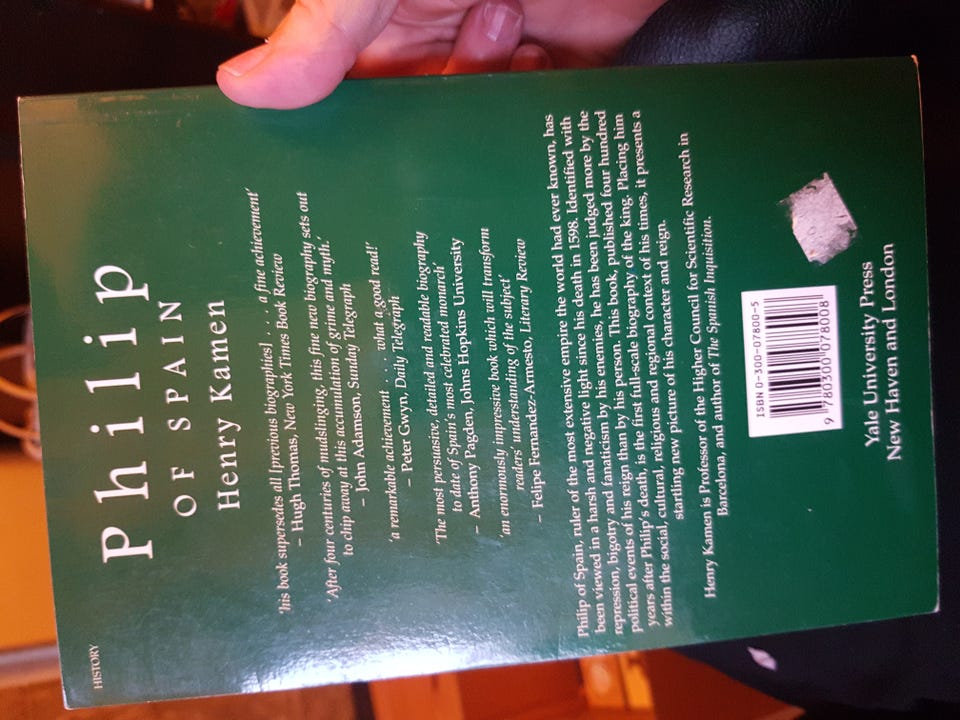 HISTORY
Philip
OF SPAIN
Henry Kamen
'his book supersedes all [previous biographies] . . . a fine achievement'
– Hugh Thomas, New York Times Book Review
'After four centuries of mudslinging, this fine new biography sets out
to chip away at this accumulation of grime and myth.'
– John Adamson, Sunday Telegraph
'a remarkable achievement . . . . what a good read!'
– Peter Gwyn, Daily Telegraph
'The most persuasive, detailed and readable biography
to date of Spain's most celebrated monarch'
– Anthony Pagden, Johns Hopkins University
'an enormously impressive book which will transform
readers' understanding of the subject'
– Felipe Fernandez-Armesto, Literary Review
Philip of Spain, ruler of the most extensive empire the world had ever known, has
been viewed in a harsh and negative light since his death in 1598. Identified with
repression, bigotry and fanaticism by his enemies, he has been judged more by the
political events of his reign than by his person. This book, published four hundred
years after Philip's death, is the first full-scale biography of the king. Placing him
within the social, cultural, religious and regional context of his times, it presents a
startling new picture of his character and reign.
Henry Kamen is Professor of the Higher Council for Scientific Research in
Barcelona, and author of The Spanish Inquisition.
ISBN 0-300-07800-5
9 780300 078008
Yale University Press
New Haven and London